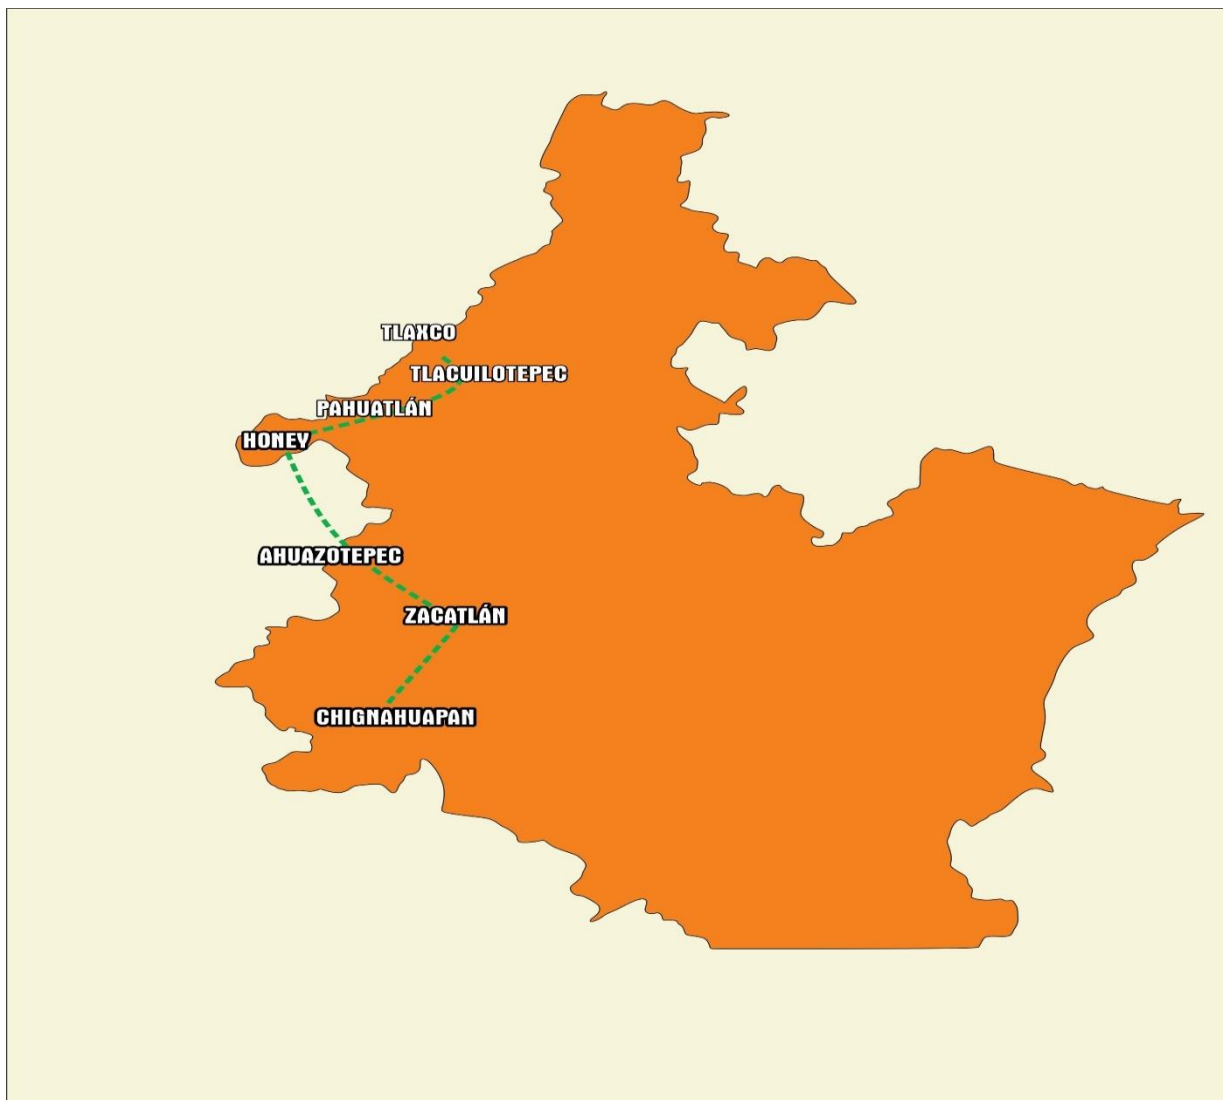 TLAXCO
TLACUILOTEPEC
PAHUATLÁN
HONEY
AHUAZOTEPEC
ZACATLÁN
CHIGNAHUAPAN